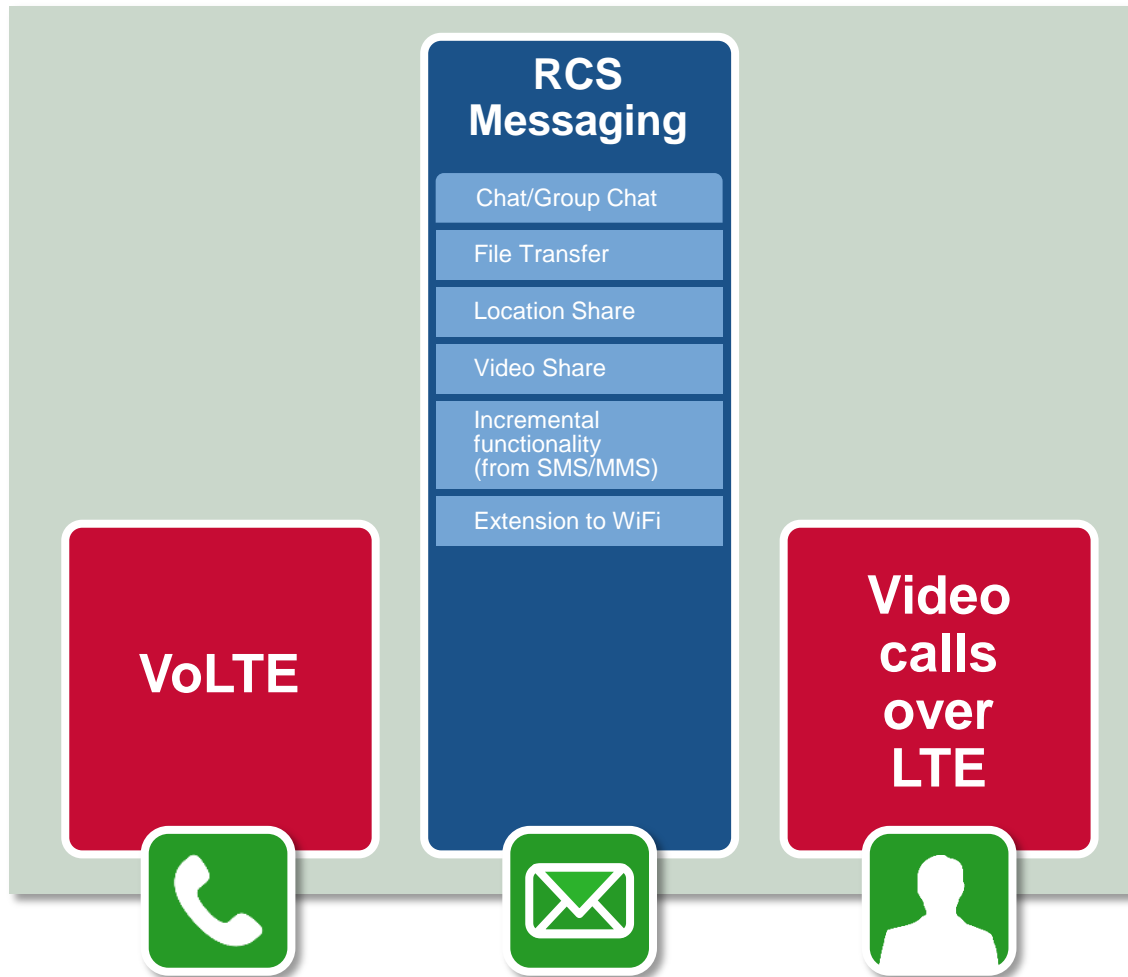 RCS
Messaging
Chat/Group Chat
File Transfer
Location Share
Video Share
Incremental
functionality
(from SMS/MMS)
Extension to WiFi
VoLTE
Video
calls
over
LTE